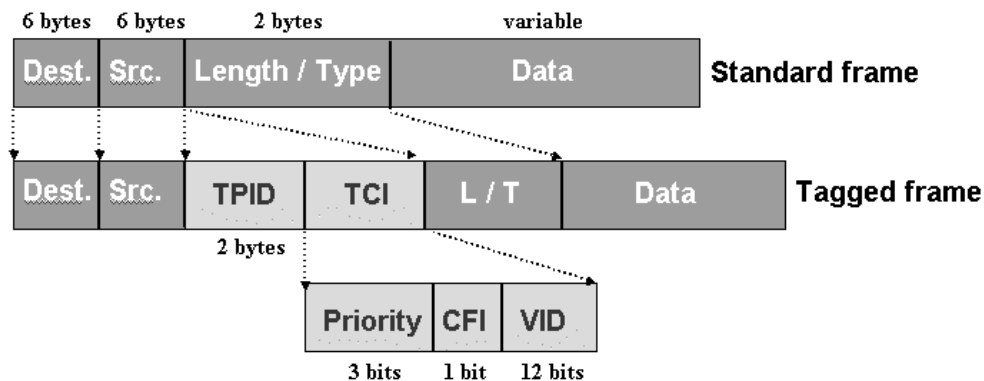 6 bytes 6 bytes 2 bytes variable
Dest. Src. Length / Type Data Standard frame
Dest. Src. TPID TCI L / T Data Tagged frame
2 bytes
Priority CFI VID
3 bits 1 bit 12 bits